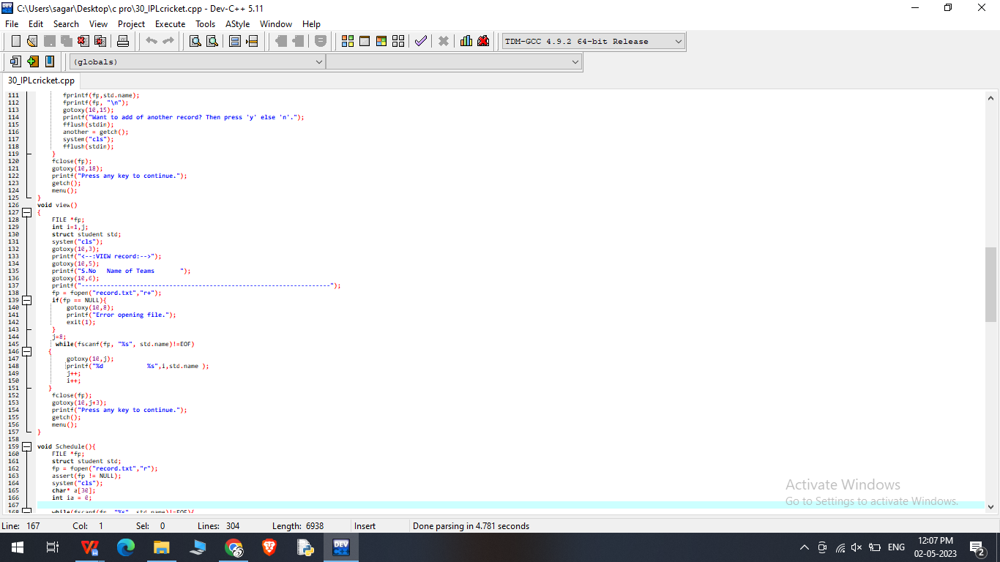 C:\Users\sagar\Desktop\c pro\30_IPLcricket.cpp - Dev-C++ 5.11
File Edit Search View Project Execute Tools AStyle Window Help
TDM-GCC 4.9.2 64-bit Release
(globals)
30_IPLcricket.cpp
111 fprintf(fp,std.name);
112 fprintf(fp, "\n");
113 gotoxy(10,15);
114 printf("Want to add of another record? Then press 'y' else 'n'.");
115 fflush(stdin);
116 another = getch();
117 system("cls");
118 fflush(stdin);
119 }
120 fclose(fp);
121 gotoxy(10,18);
122 printf("Press any key to continue.");
123 getch();
124 menu();
125 }
126 void view()
127 {
128 FILE *fp;
129 int i=1,j;
130 struct student std;
131 system("cls");
132 gotoxy(10,3);
133 printf("<--:VIEW record:-->");
134 gotoxy(10,5);
135 printf("S.No   Name of Teams       ");
136 gotoxy(10,6);
137 printf("--------------------------------------------------------------------");
138 fp = fopen("record.txt","r+");
139 if(fp == NULL){
140 gotoxy(10,8);
141 printf("Error opening file.");
142 exit(1);
143 }
144 j=8;
145 while(fscanf(fp, "%s", std.name)!=EOF)
146 {
147 gotoxy(10,j);
148 printf("%d            %s",i,std.name );
149 j++;
150 i++;
151 }
152 fclose(fp);
153 gotoxy(10,j+3);
154 printf("Press any key to continue.");
155 getch();
156 menu();
157 }
158
159 void Schedule(){
160 FILE *fp;
161 struct student std;
162 fp = fopen("record.txt","r");
163 assert(fp != NULL);
164 system("cls");
165 char* a[30];
166 int ia = 0;
167
168 while(fscanf(fp, "%s", std.name)!=EOF){
Activate Windows
Go to Settings to activate Windows.
Line: 167 Col: 1 Sel: 0 Lines: 304 Length: 6938 Insert Done parsing in 4.781 seconds
DEV
ENG
12:07 PM
02-05-2023
2